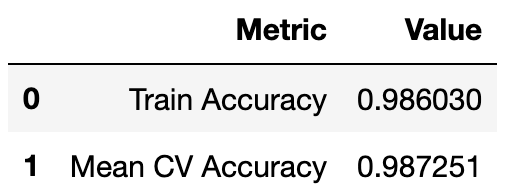 Metric Value
0 Train Accuracy 0.986030
1 Mean CV Accuracy 0.987251